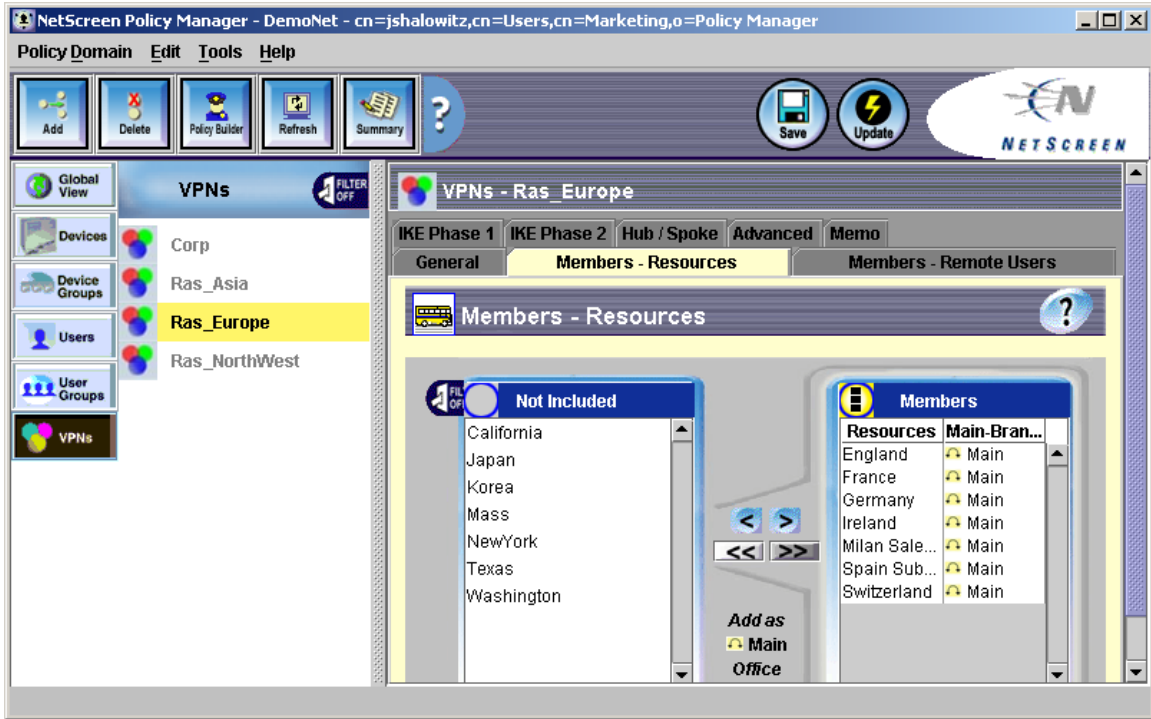 NetScreen Policy Manager - DemoNet - cn=jshalowitz,cn=Users,cn=Marketing,o=Policy Manager
Policy Domain Edit Tools Help
Add Delete Policy Builder Refresh Summary ? Save Update
N
NETSCREEN
Global View
Devices
Device Groups
Users
User Groups
VPNs
VPNs FILTER OFF
Corp
Ras_Asia
Ras_Europe
Ras_NorthWest
VPNs - Ras_Europe
IKE Phase 1 IKE Phase 2 Hub / Spoke Advanced Memo
General Members - Resources Members - Remote Users
Members - Resources ?
FIL OF Not Included
California
Japan
Korea
Mass
NewYork
Texas
Washington
< >
<< >>
Add as
Main
Office
Members
Resources Main-Bran...
England Main
France Main
Germany Main
Ireland Main
Milan Sale... Main
Spain Sub... Main
Switzerland Main